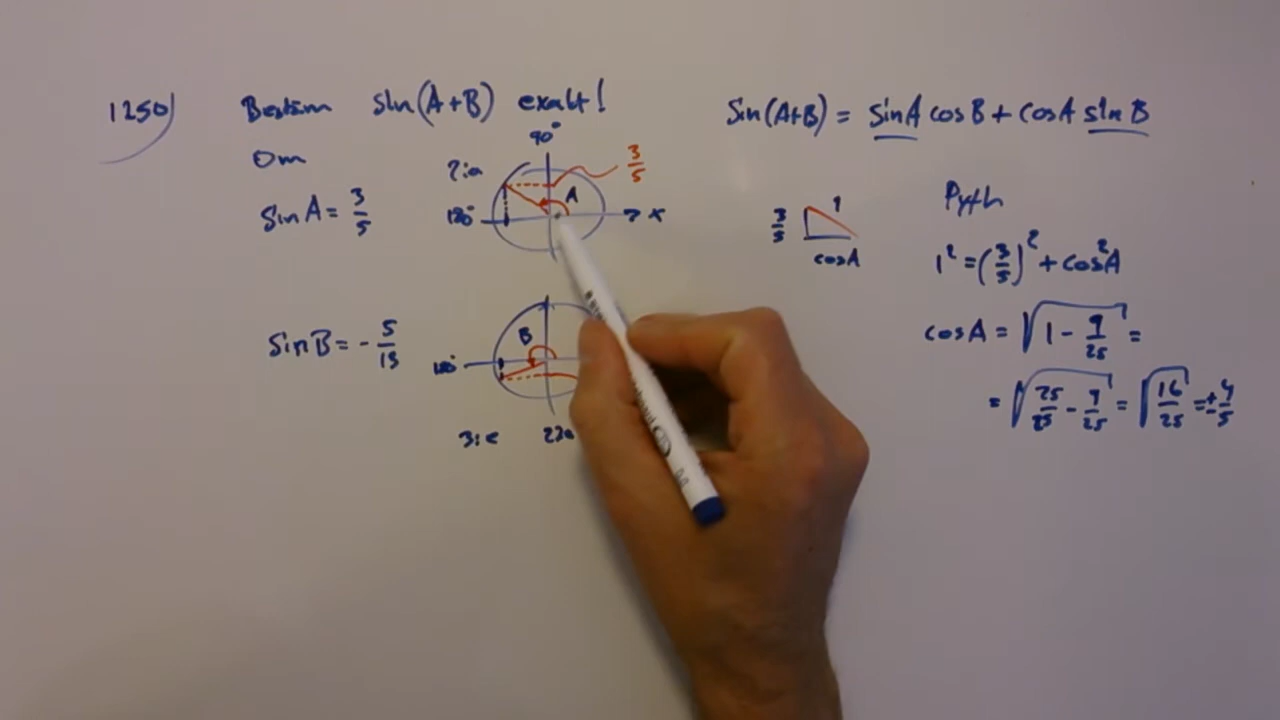 1250) Bestäm sin(A+B) exakt!
Om
sin A = 3/5
90°
2:a
3/5
A
180°
x
sin B = -5/13
B
180°
3:e
Sin(A+B) = sin A cos B + cos A sin B
3/5 1
cos A
Pyth
1² = (3/5)² + cos² A
cos A = √(1 - 9/25) =
= √(25/25 - 9/25) = √(16/25) = ± 4/5